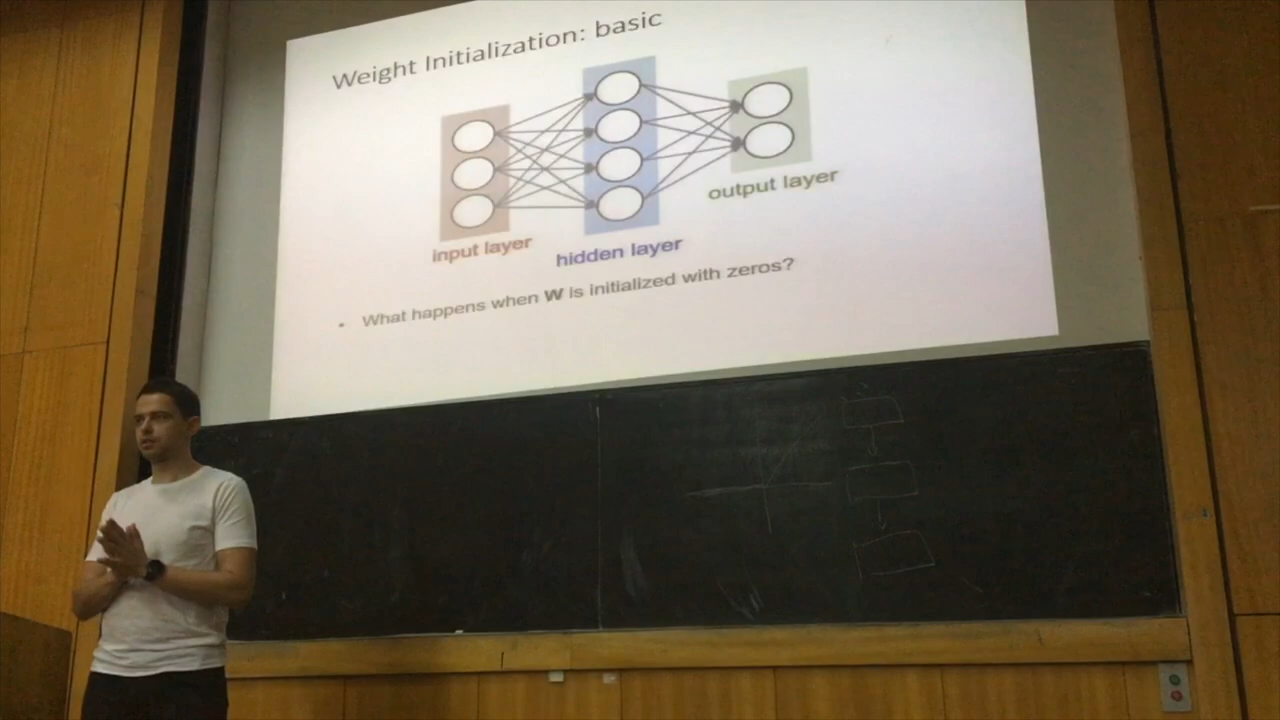 Weight Initialization: basic
input layer
hidden layer
output layer
• What happens when W is initialized with zeros?